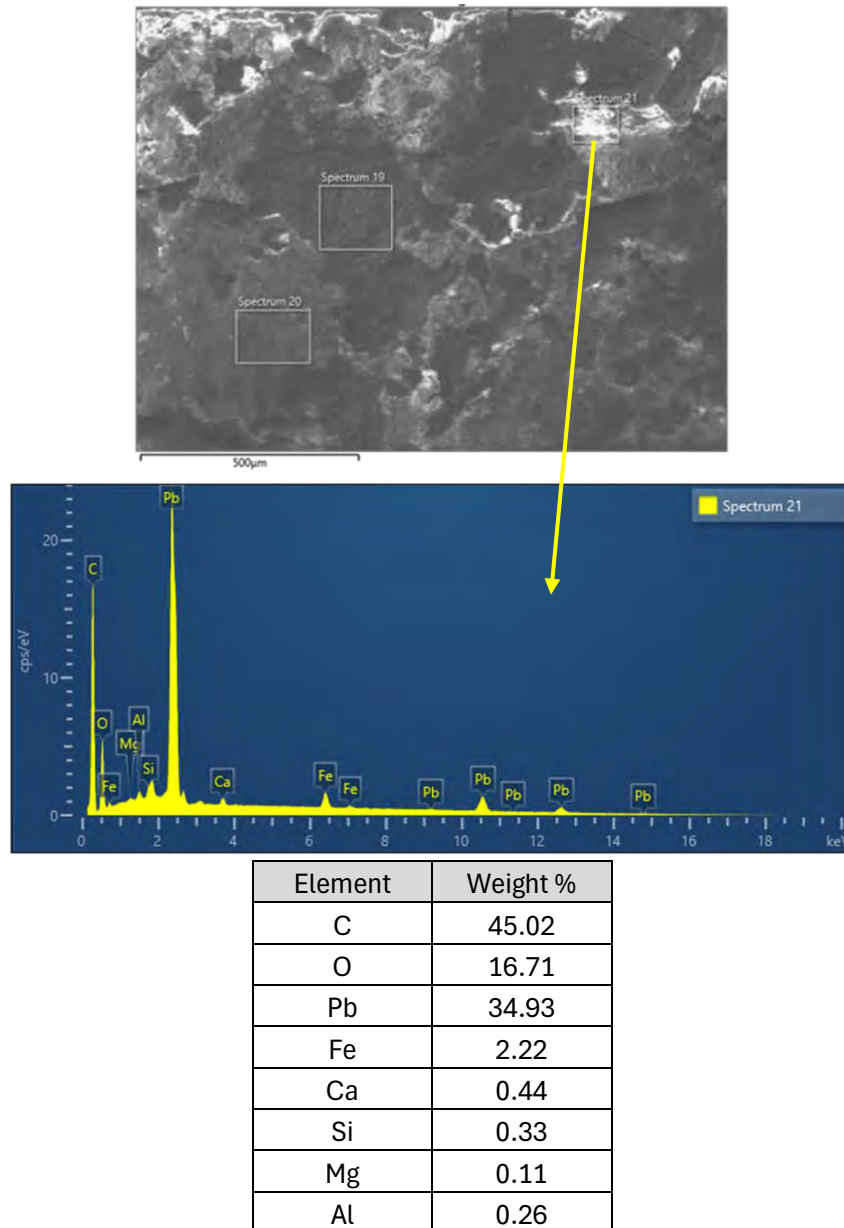 Spectrum 21
Spectrum 19
Spectrum 20
500µm
Spectrum 21
Pb
20
C
cps/eV
10
O
Al
Mg
Fe
Si
Ca
Fe
Fe
Pb
Pb
Pb
Pb
Pb
0
0 2 4 6 8 10 12 14 16 18 keV
Element Weight %
C 45.02
O 16.71
Pb 34.93
Fe 2.22
Ca 0.44
Si 0.33
Mg 0.11
Al 0.26